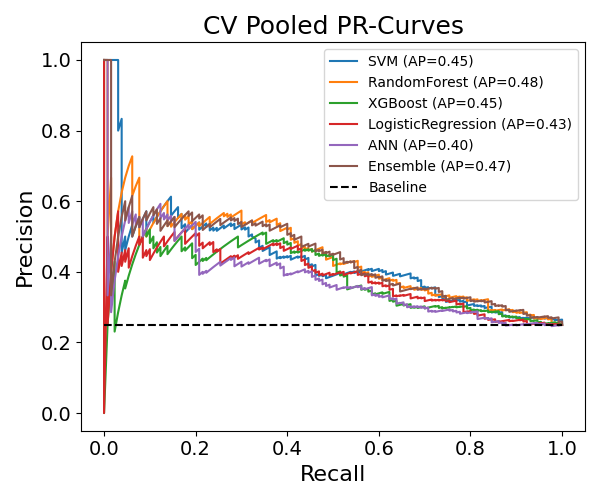 CV Pooled PR-Curves
SVM (AP=0.45)
RandomForest (AP=0.48)
XGBoost (AP=0.45)
LogisticRegression (AP=0.43)
ANN (AP=0.40)
Ensemble (AP=0.47)
Baseline
Precision
1.0
0.8
0.6
0.4
0.2
0.0
0.0 0.2 0.4 0.6 0.8 1.0
Recall